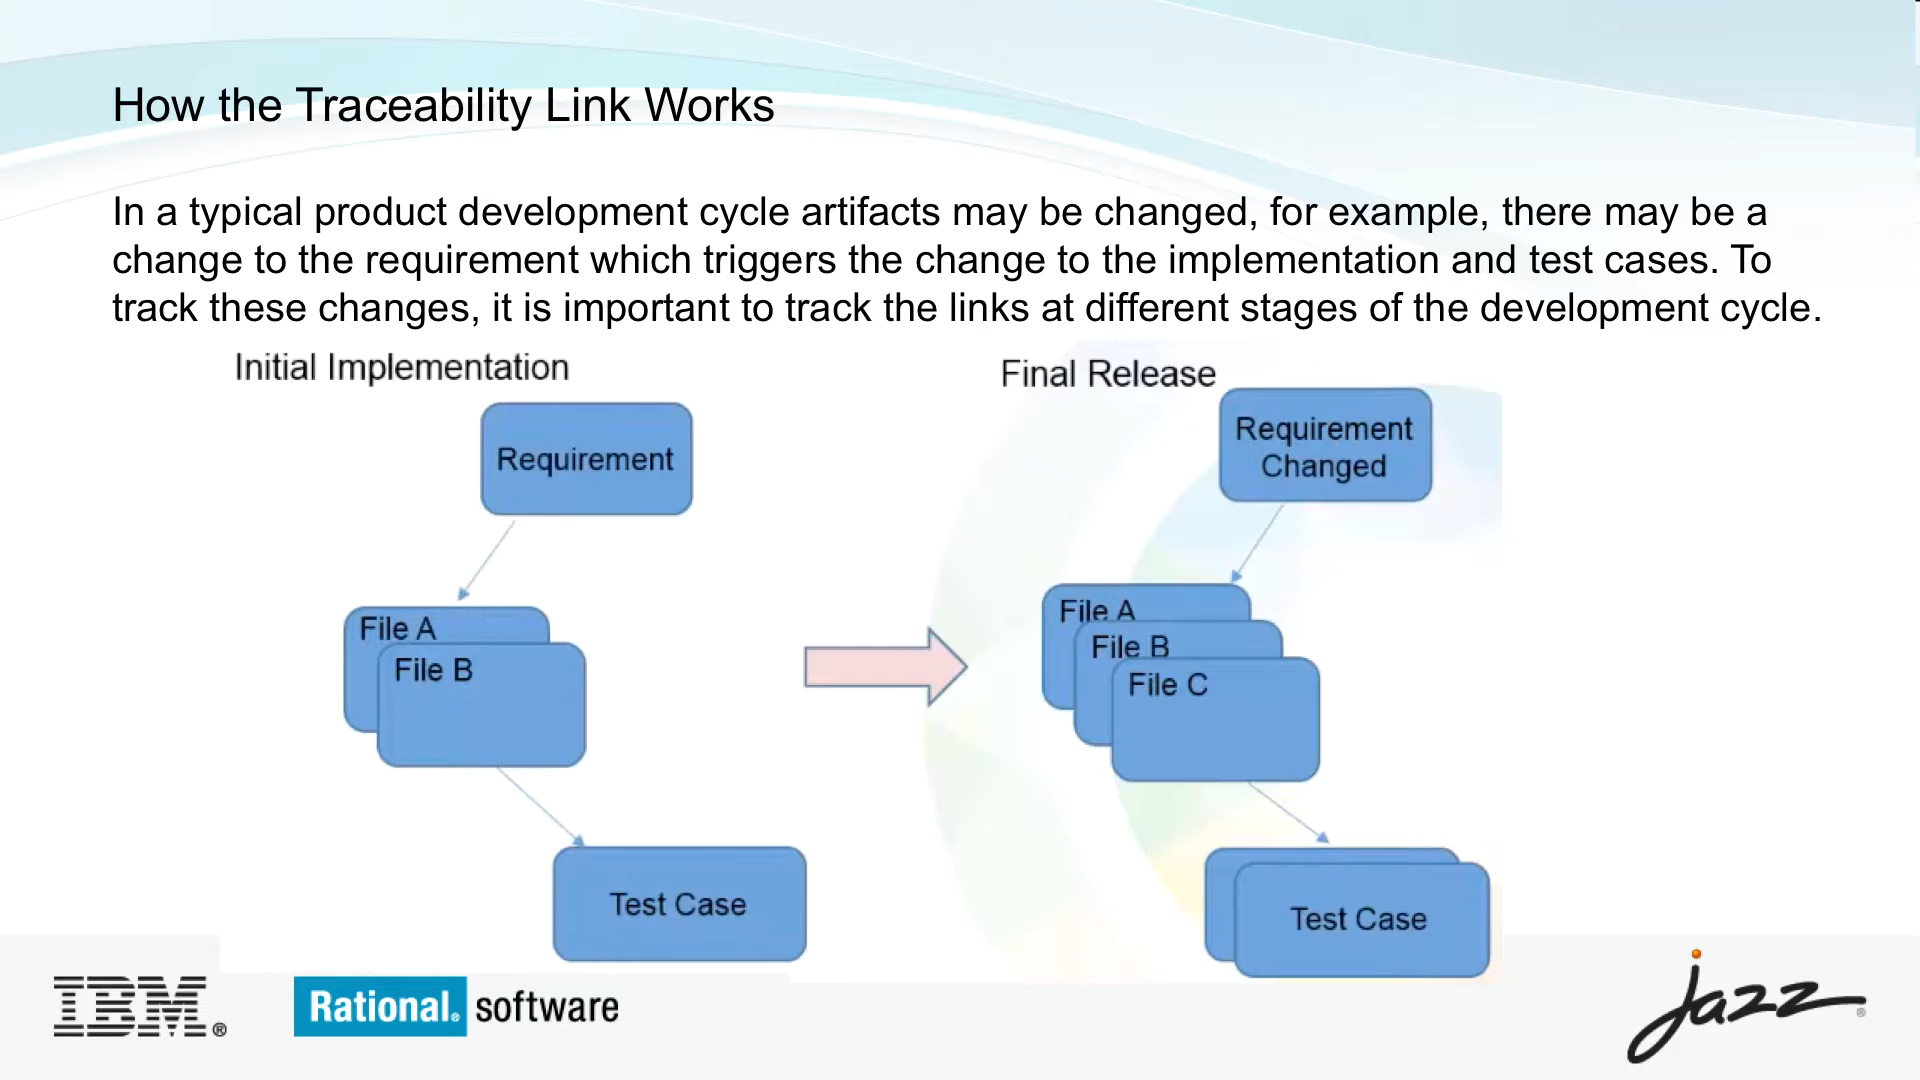 How the Traceability Link Works
In a typical product development cycle artifacts may be changed, for example, there may be a
change to the requirement which triggers the change to the implementation and test cases. To
track these changes, it is important to track the links at different stages of the development cycle.
Initial Implementation
Requirement
File A
File B
Test Case
Final Release
Requirement
Changed
File A
File B
File C
Test Case
IBM®
Rational® software
jazz®